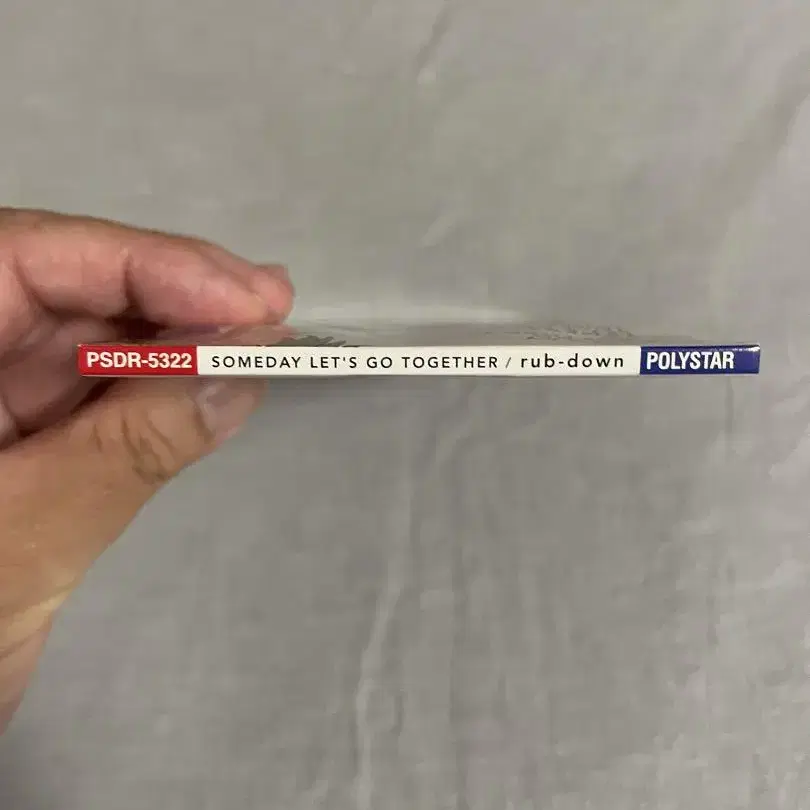 PSDR-5322 SOMEDAY LET'S GO TOGETHER / rub-down POLYSTAR